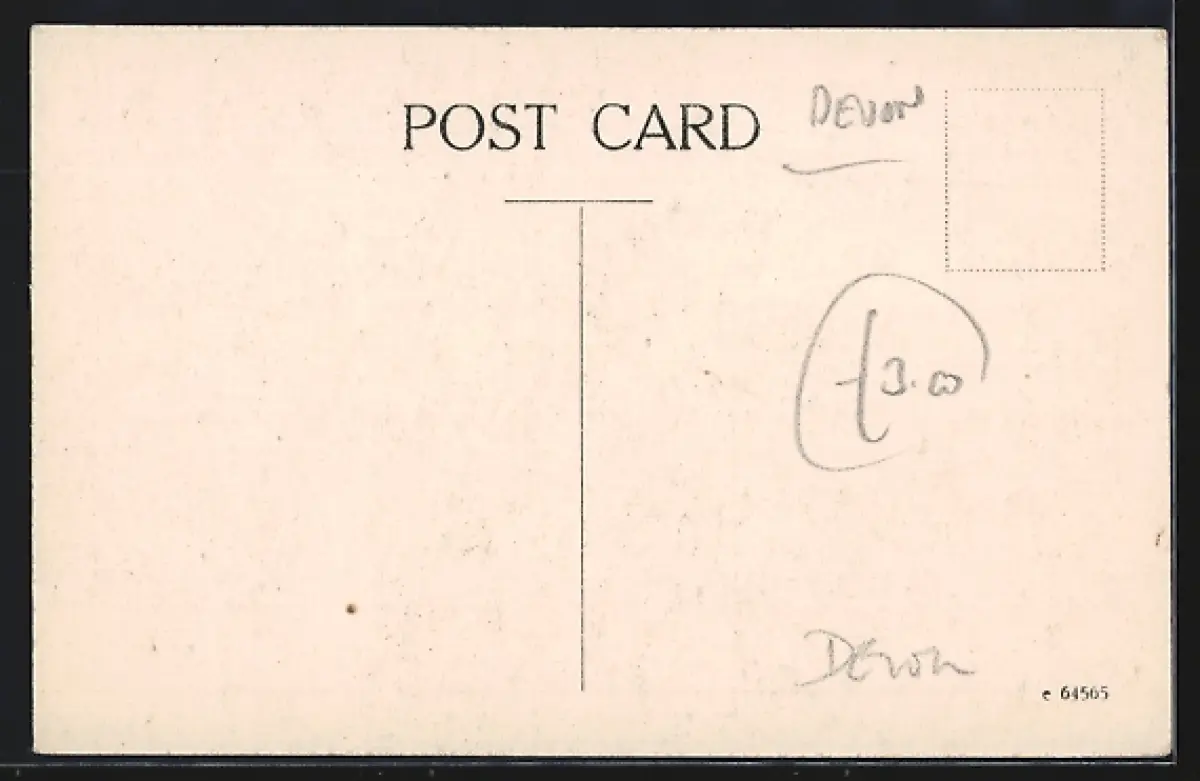 POST CARD
DEVON
£3.00
DEVON
e 64565